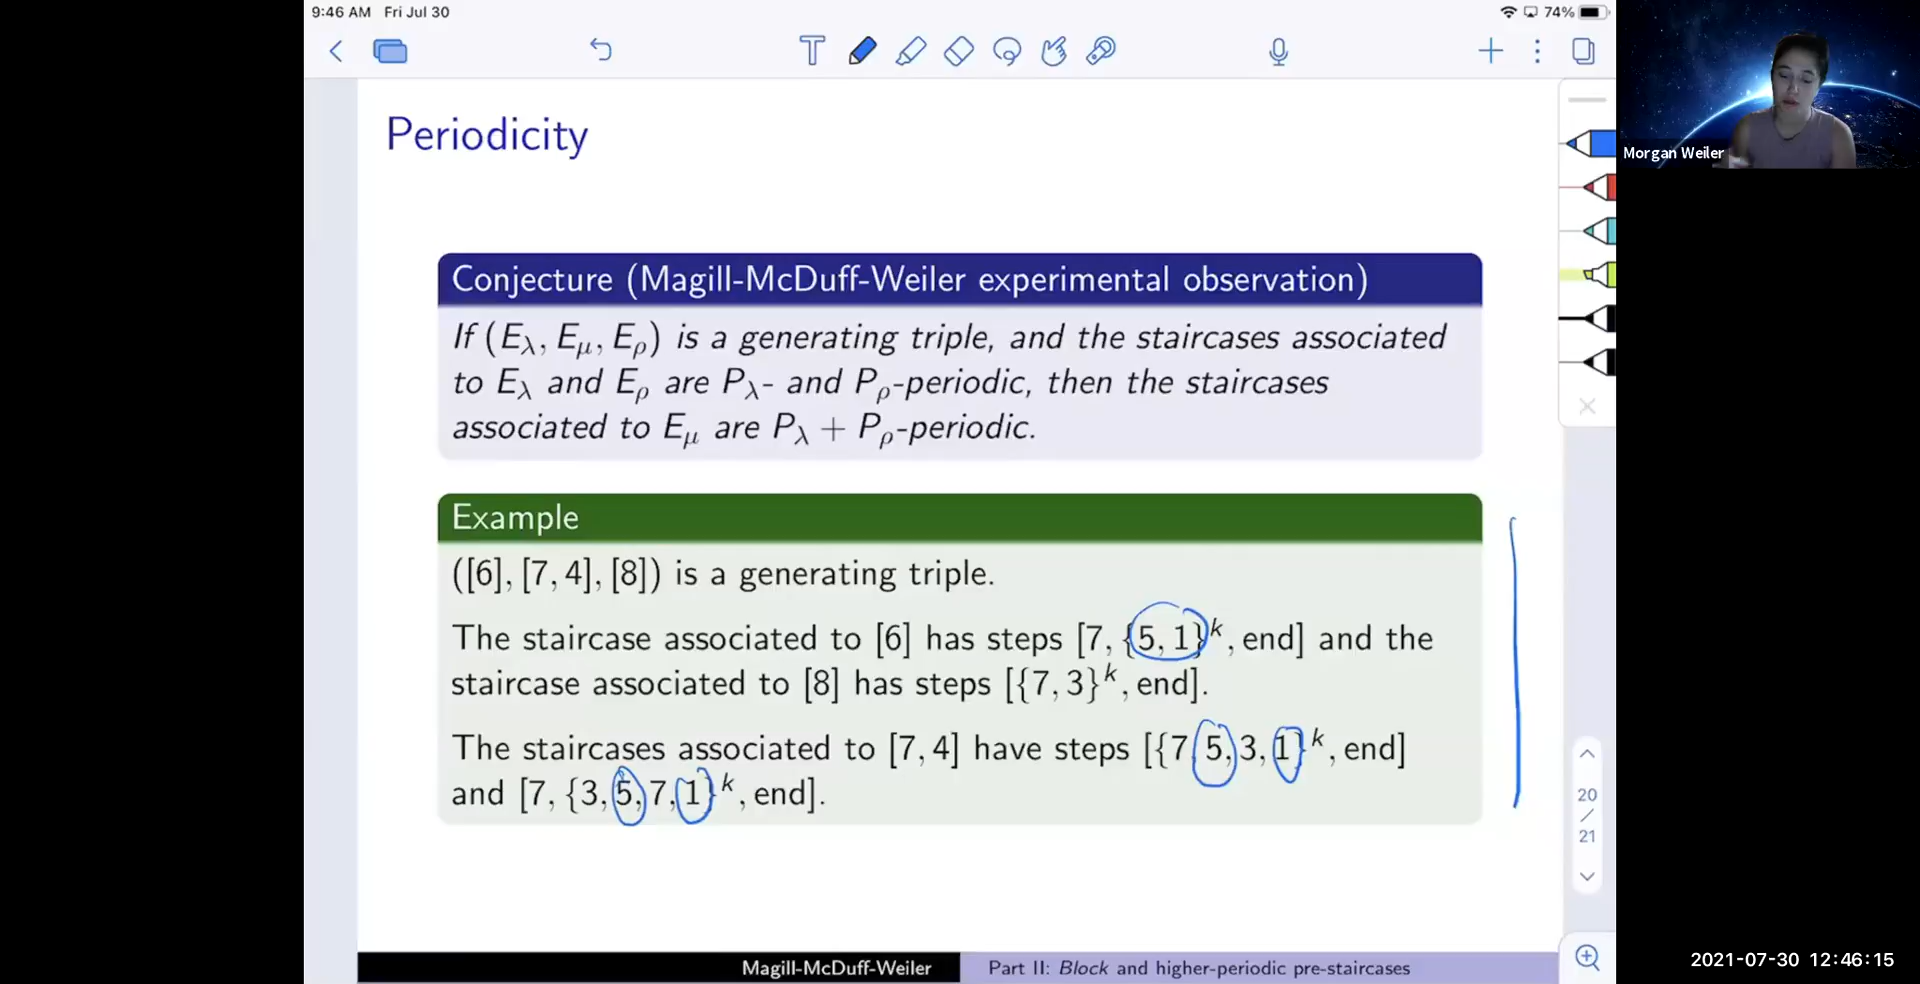 9:46 AM Fri Jul 30
74%
Morgan Weiler
Periodicity
Conjecture (Magill-McDuff-Weiler experimental observation)
If (E_λ, E_μ, E_ρ) is a generating triple, and the staircases associated
to E_λ and E_ρ are P_λ- and P_ρ-periodic, then the staircases
associated to E_μ are P_λ + P_ρ-periodic.
Example
([6], [7, 4], [8]) is a generating triple.
The staircase associated to [6] has steps [7, {5, 1}^k, end] and the
staircase associated to [8] has steps [{7, 3}^k, end].
The staircases associated to [7, 4] have steps [{7, 5, 3, 1}^k, end]
and [7, {3, 5, 7, 1}^k, end].
20
/
21
Magill-McDuff-Weiler
Part II: Block and higher-periodic pre-staircases
2021-07-30 12:46:15